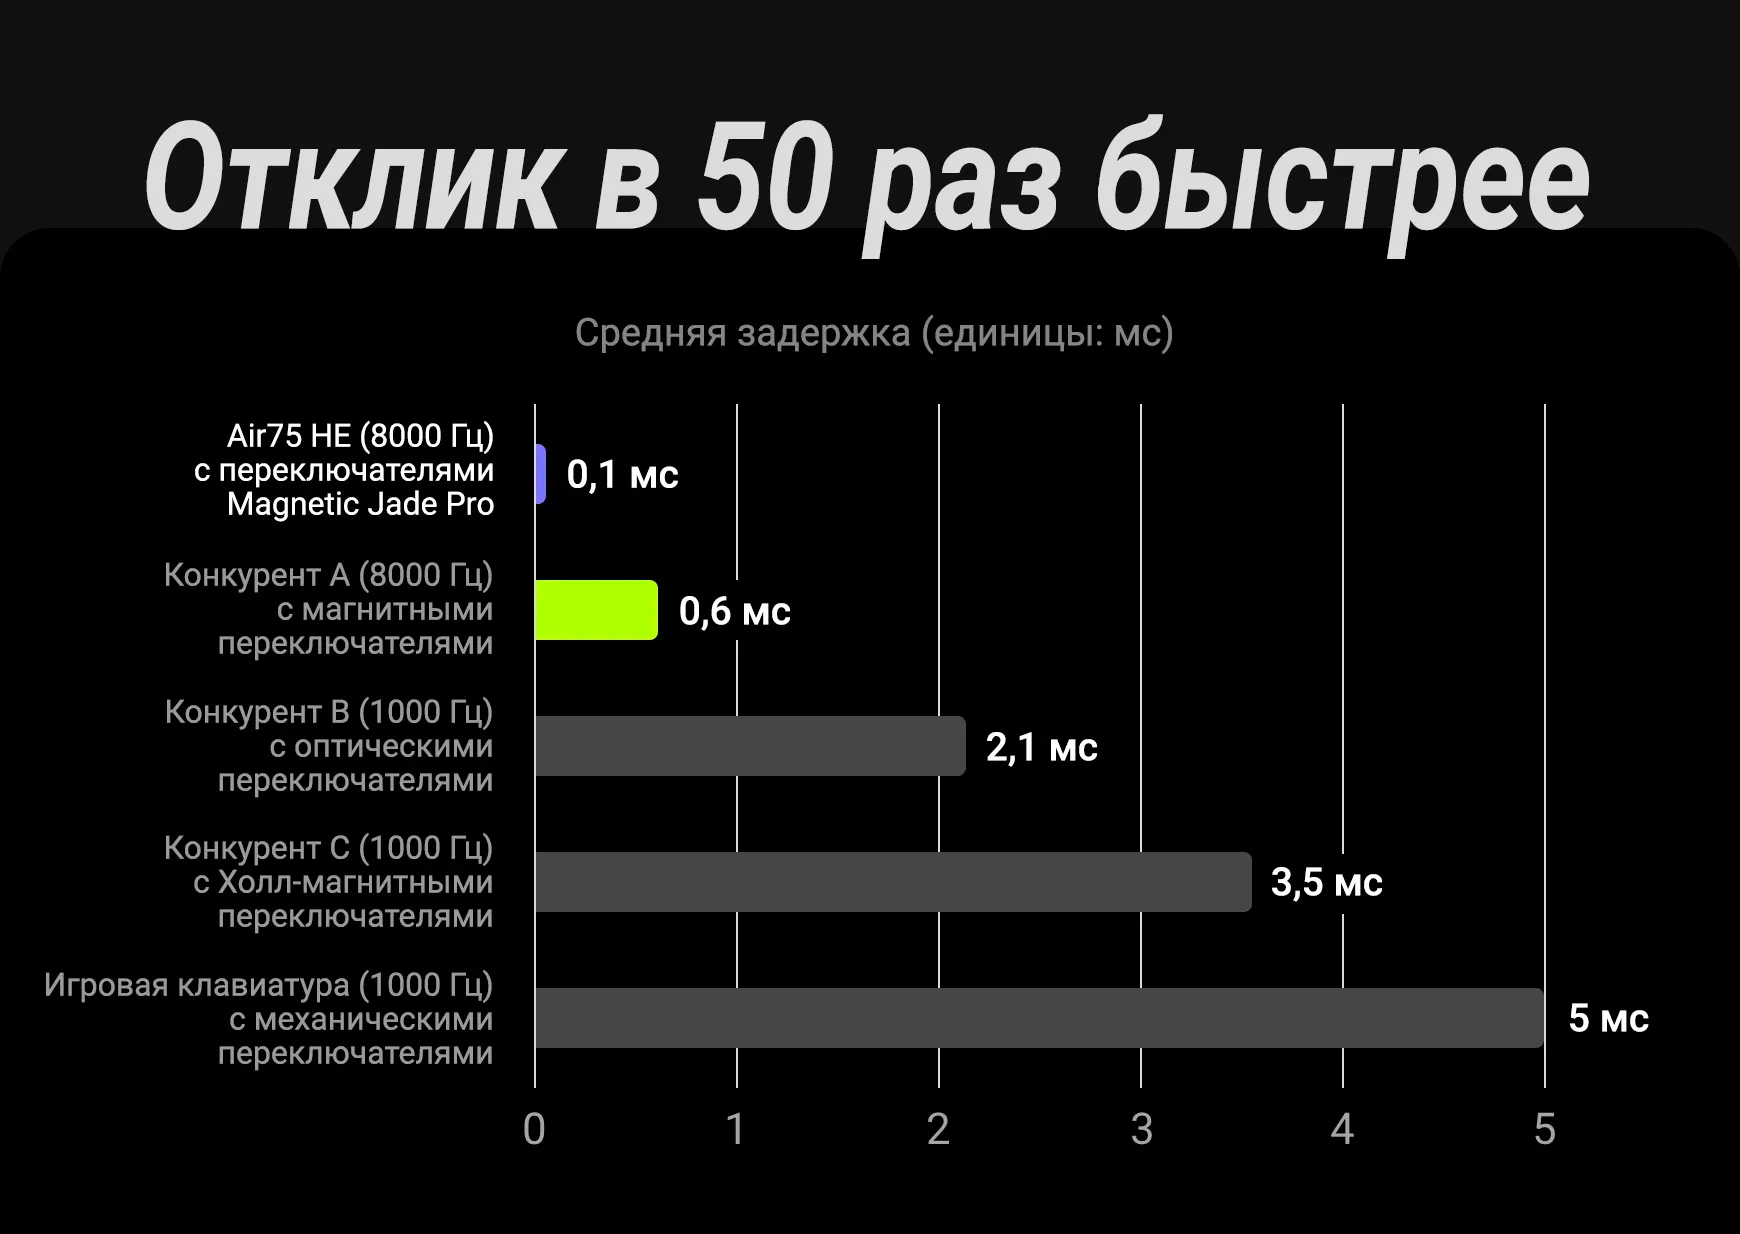 Отклик в 50 раз быстрее
Средняя задержка (единицы: мс)
Air75 HE (8000 Гц)
с переключателями
Magnetic Jade Pro
0,1 мс
Конкурент A (8000 Гц)
с магнитными
переключателями
0,6 мс
Конкурент B (1000 Гц)
с оптическими
переключателями
2,1 мс
Конкурент C (1000 Гц)
с Холл-магнитными
переключателями
3,5 мс
Игровая клавиатура (1000 Гц)
с механическими
переключателями
5 мс
0 1 2 3 4 5